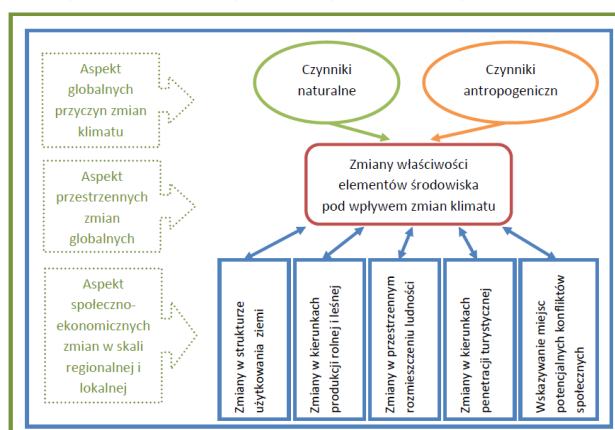 Aspekt
globalnych
przyczyn zmian
klimatu
Czynniki
naturalne
Czynniki
antropogeniczn
Aspekt
przestrzennych
zmian
globalnych
Zmiany właściwości
elementów środowiska
pod wpływem zmian klimatu
Aspekt
społeczno-
ekonomicznych
zmian w skali
regionalnej i
lokalnej
Zmiany w strukturze
użytkowania ziemi
Zmiany w kierunkach
produkcji rolnej i leśnej
Zmiany w przestrzennym
rozmieszczeniu ludności
Zmiany w kierunkach
penetracji turystycznej
Wskazywanie miejsc
potencjalnych konfliktów
społecznych